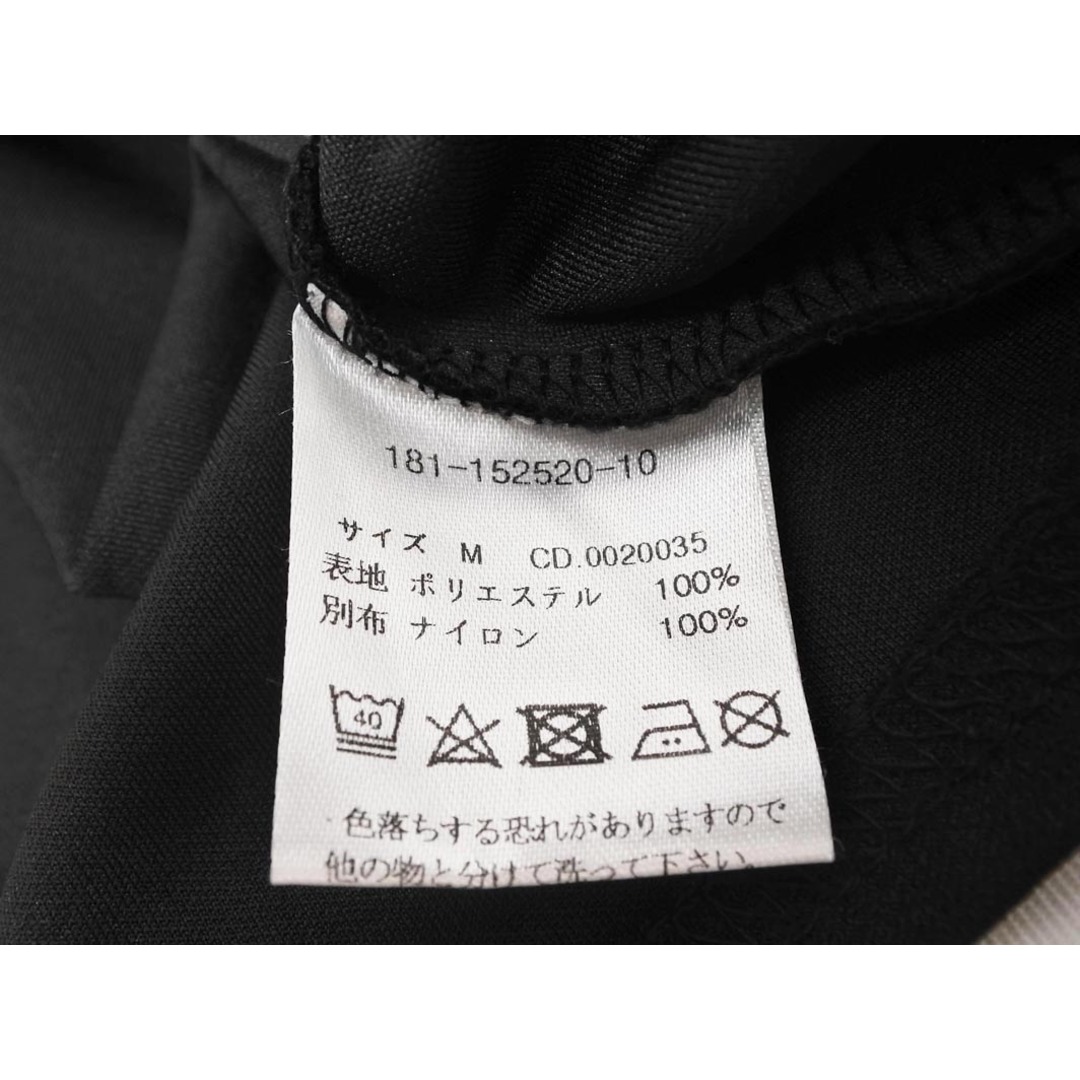 181-152520-10
サイズ M CD.0020035
表地 ポリエステル 100%
別布 ナイロン 100%
40
色落ちする恐れがありますので
他の物と分けて洗って下さい。